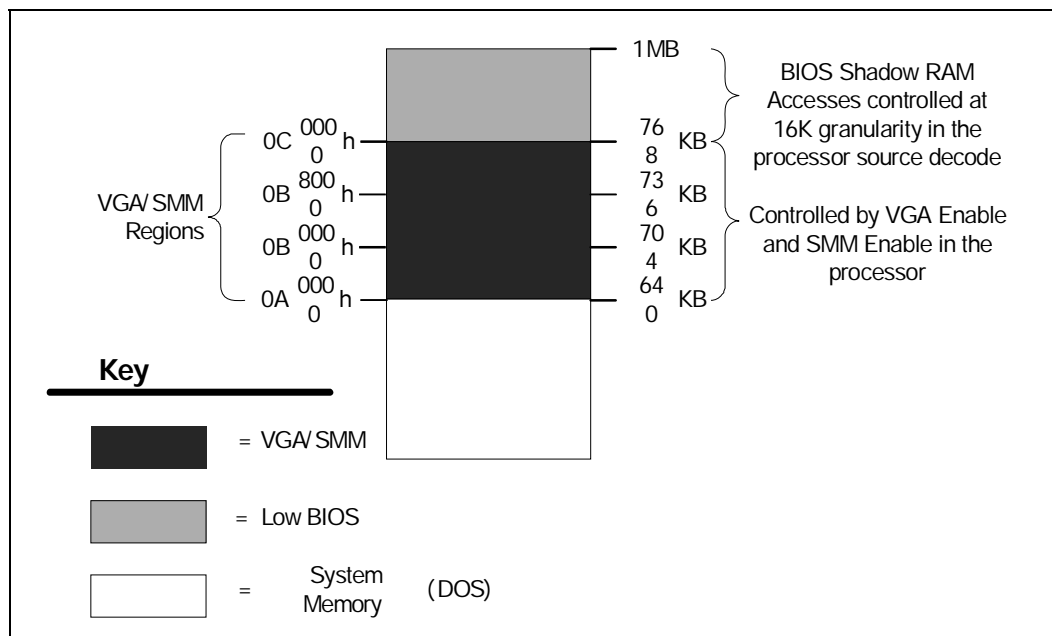 1MB
BIOS Shadow RAM
Accesses controlled at
16K granularity in the
processor source decode
0C 000
0 h
76
8 KB
0B 800
0 h
73
6 KB
VGA/SMM
Regions
Controlled by VGA Enable
and SMM Enable in the
processor
0B 000
0 h
70
4 KB
0A 000
0 h
64
0 KB
Key
= VGA/SMM
= Low BIOS
= System
Memory (DOS)